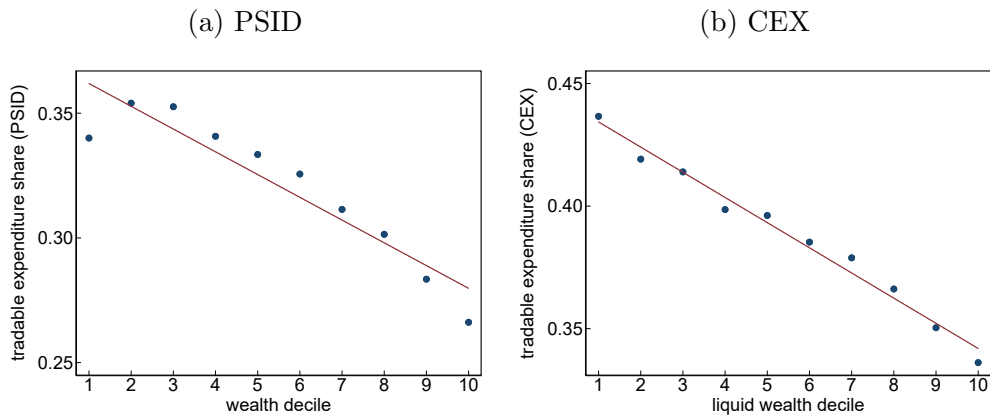 (a) PSID
tradable expenditure share (PSID)
0.35
0.30
0.25
1 2 3 4 5 6 7 8 9 10
wealth decile
(b) CEX
tradable expenditure share (CEX)
0.45
0.40
0.35
1 2 3 4 5 6 7 8 9 10
liquid wealth decile